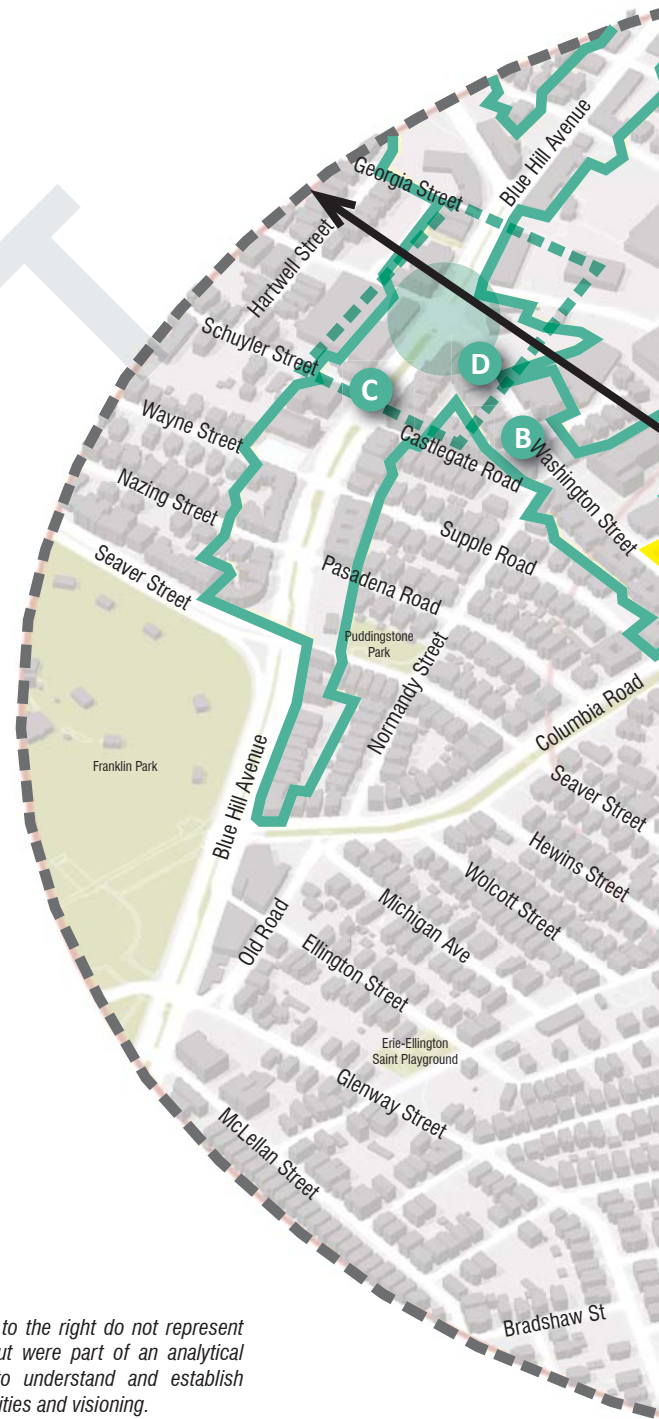 Blue Hill Avenue
Georgia Street
Hartwell Street
Schuyler Street
D
C
Wayne Street
B
Castlegate Road
Washington Street
Nazing Street
Supple Road
Seaver Street
Pasadena Road
Puddingstone
Park
Normandy Street
Columbia Road
Franklin Park
Blue Hill Avenue
Seaver Street
Hewins Street
Wolcott Street
Michigan Ave
Old Road
Ellington Street
Erie-Ellington
Saint Playground
Glenway Street
McLellan Street
Bradshaw St
to the right do not represent
ut were part of an analytical
to understand and establish
ities and visioning.